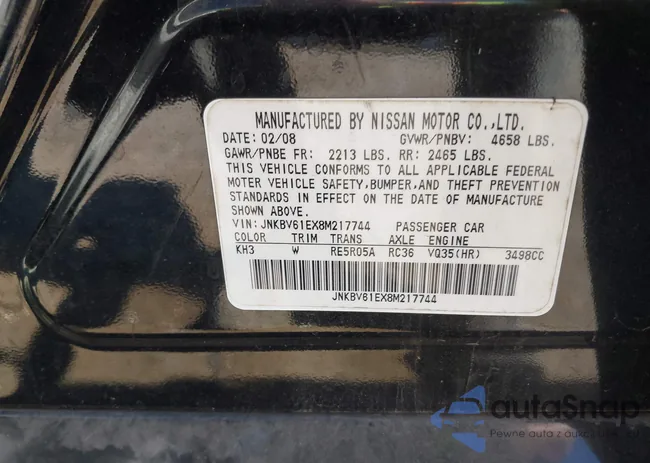 MANUFACTURED BY NISSAN MOTOR CO.,LTD.
DATE: 02/08 GVWR/PNBV: 4658 LBS.
GAWR/PNBE FR: 2213 LBS. RR: 2465 LBS.
THIS VEHICLE CONFORMS TO ALL APPLICABLE FEDERAL
MOTOR VEHICLE SAFETY,BUMPER,AND THEFT PREVENTION
STANDARDS IN EFFECT ON THE DATE OF MANUFACTURE
SHOWN ABOVE.
VIN: JNKBV61EX8M217744 PASSENGER CAR
COLOR TRIM TRANS AXLE ENGINE
KH3 W RE5R05A RC36 VQ35(HR) 3498CC
JNKBV61EX8M217744
autaSnap
Pewne auta z